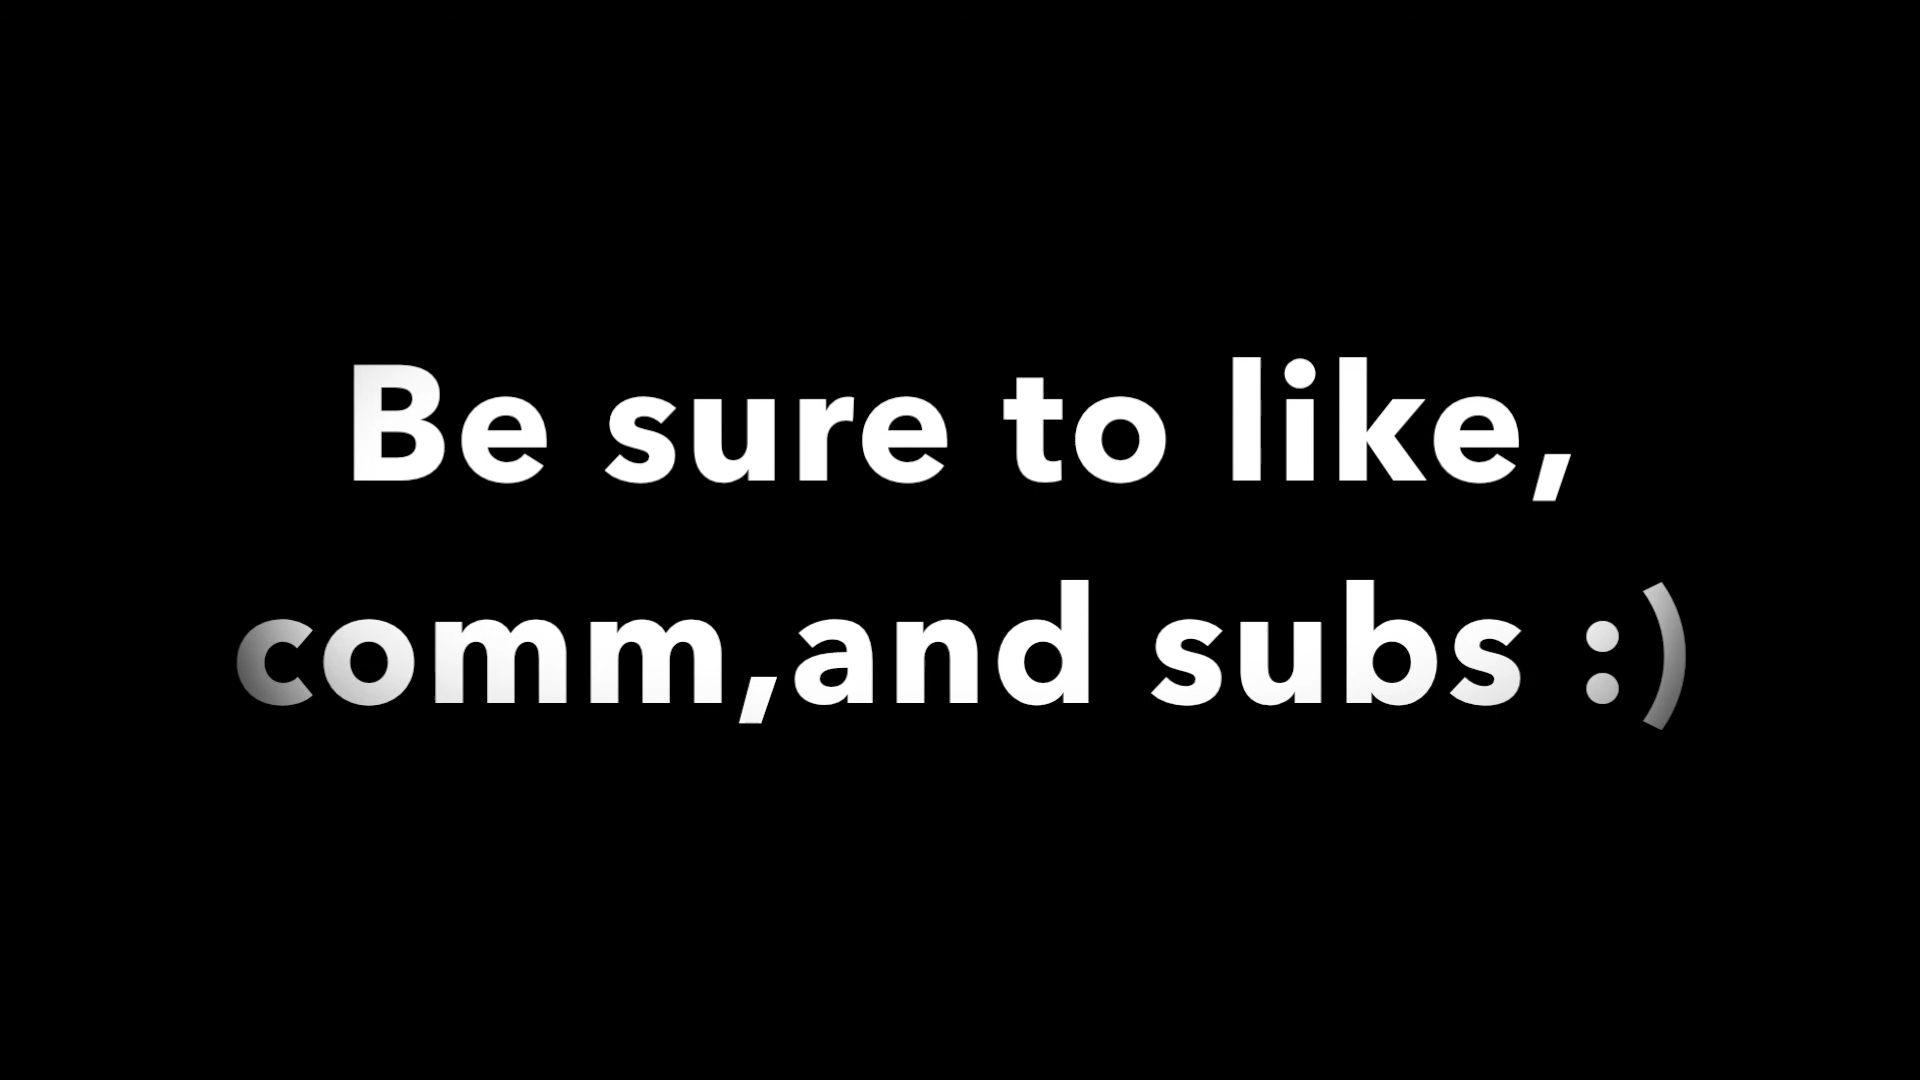 Be sure to like,
comm,and subs :)